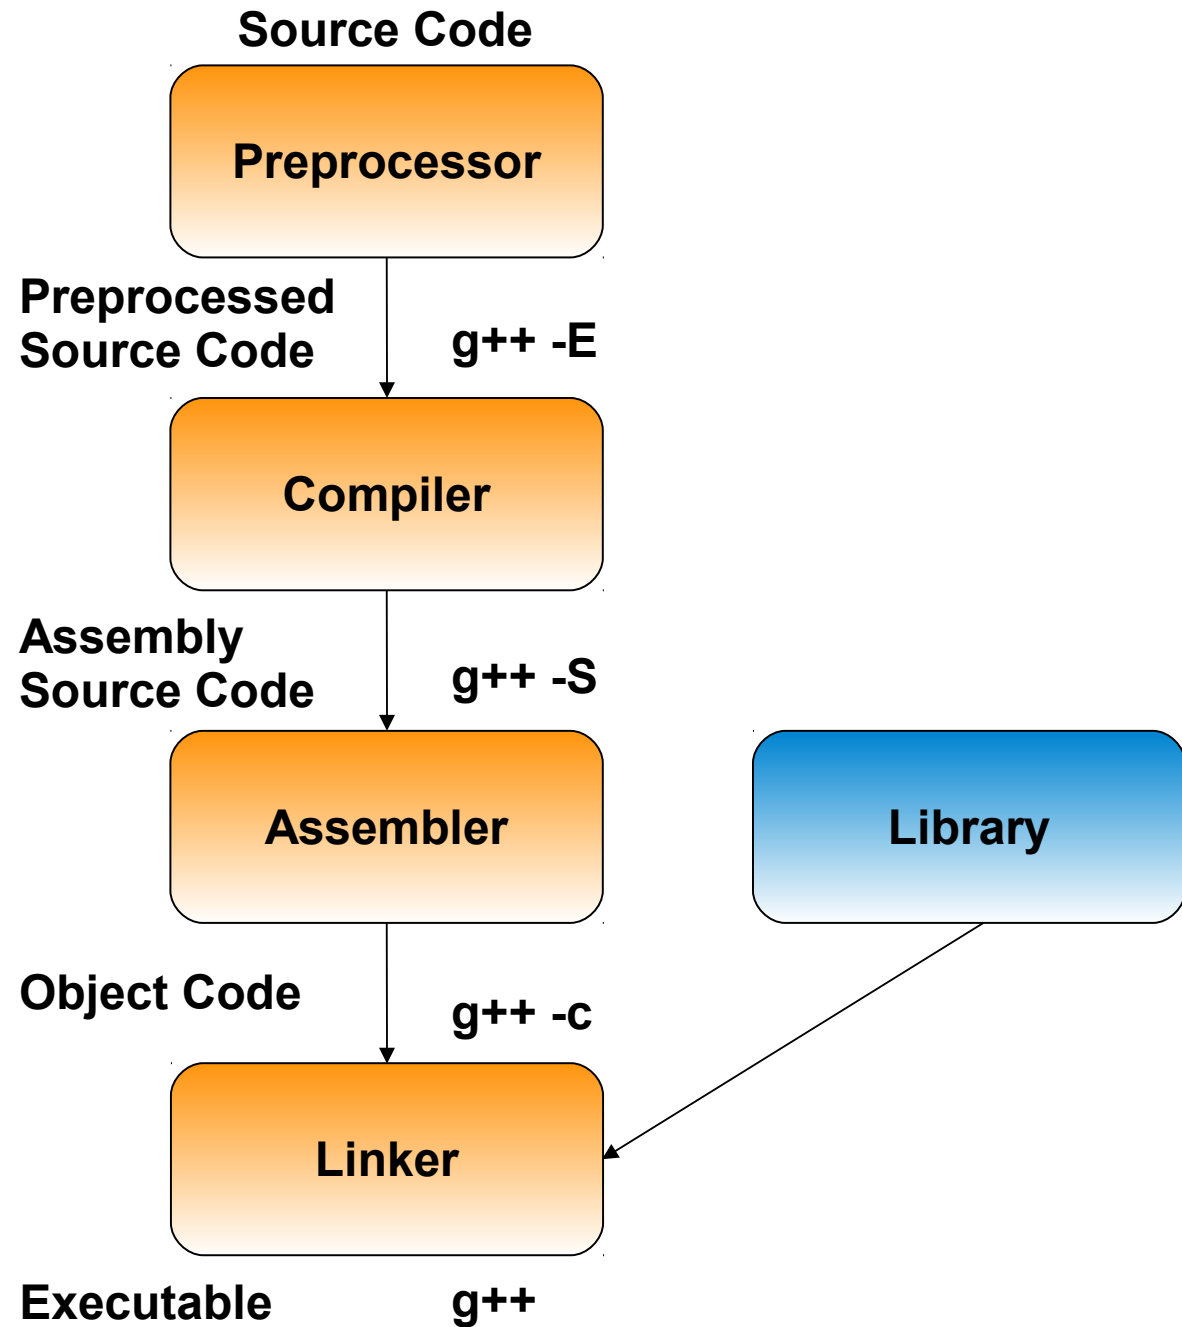 Source Code
Preprocessor
Preprocessed
Source Code
g++ -E
Compiler
Assembly
Source Code
g++ -S
Assembler
Library
Object Code
g++ -c
Linker
Executable
g++